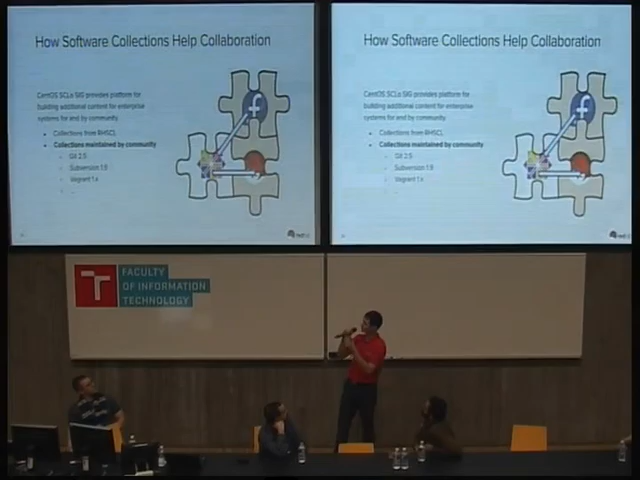 How Software Collections Help Collaboration
CentOS SCLo SIG provides platform for
building additional content for enterprise
systems for and by community.
Collections from RHSCL
Collections maintained by community
Git 2.5
Subversion 1.9
Vagrant 1.x
...
How Software Collections Help Collaboration
CentOS SCLo SIG provides platform for
building additional content for enterprise
systems for and by community.
Collections from RHSCL
Collections maintained by community
Git 2.5
Subversion 1.9
Vagrant 1.x
...
FACULTY
OF INFORMATION
TECHNOLOGY